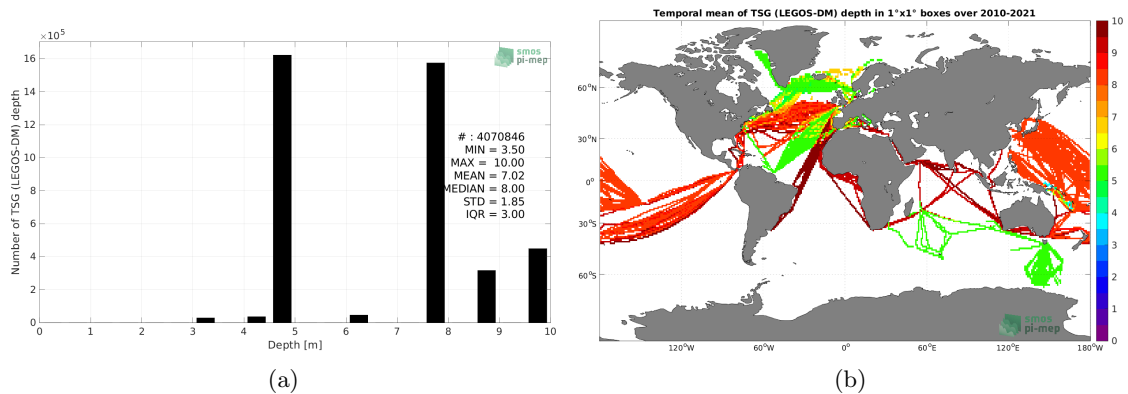 ×10⁵
16
14
12
10
8
6
4
2
0
Number of TSG (LEGOS-DM) depth
smos
pi-mep
# : 4070846
MIN = 3.50
MAX = 10.00
MEAN = 7.02
MEDIAN = 8.00
STD = 1.85
IQR = 3.00
0 1 2 3 4 5 6 7 8 9 10
Depth [m]
(a)
Temporal mean of TSG (LEGOS-DM) depth in 1°x1° boxes over 2010-2021
60°N
30°N
0°
30°S
60°S
120°W 60°W 0° 60°E 120°E 180°W
smos
pi-mep
10
9
8
7
6
5
4
3
2
1
0
(b)